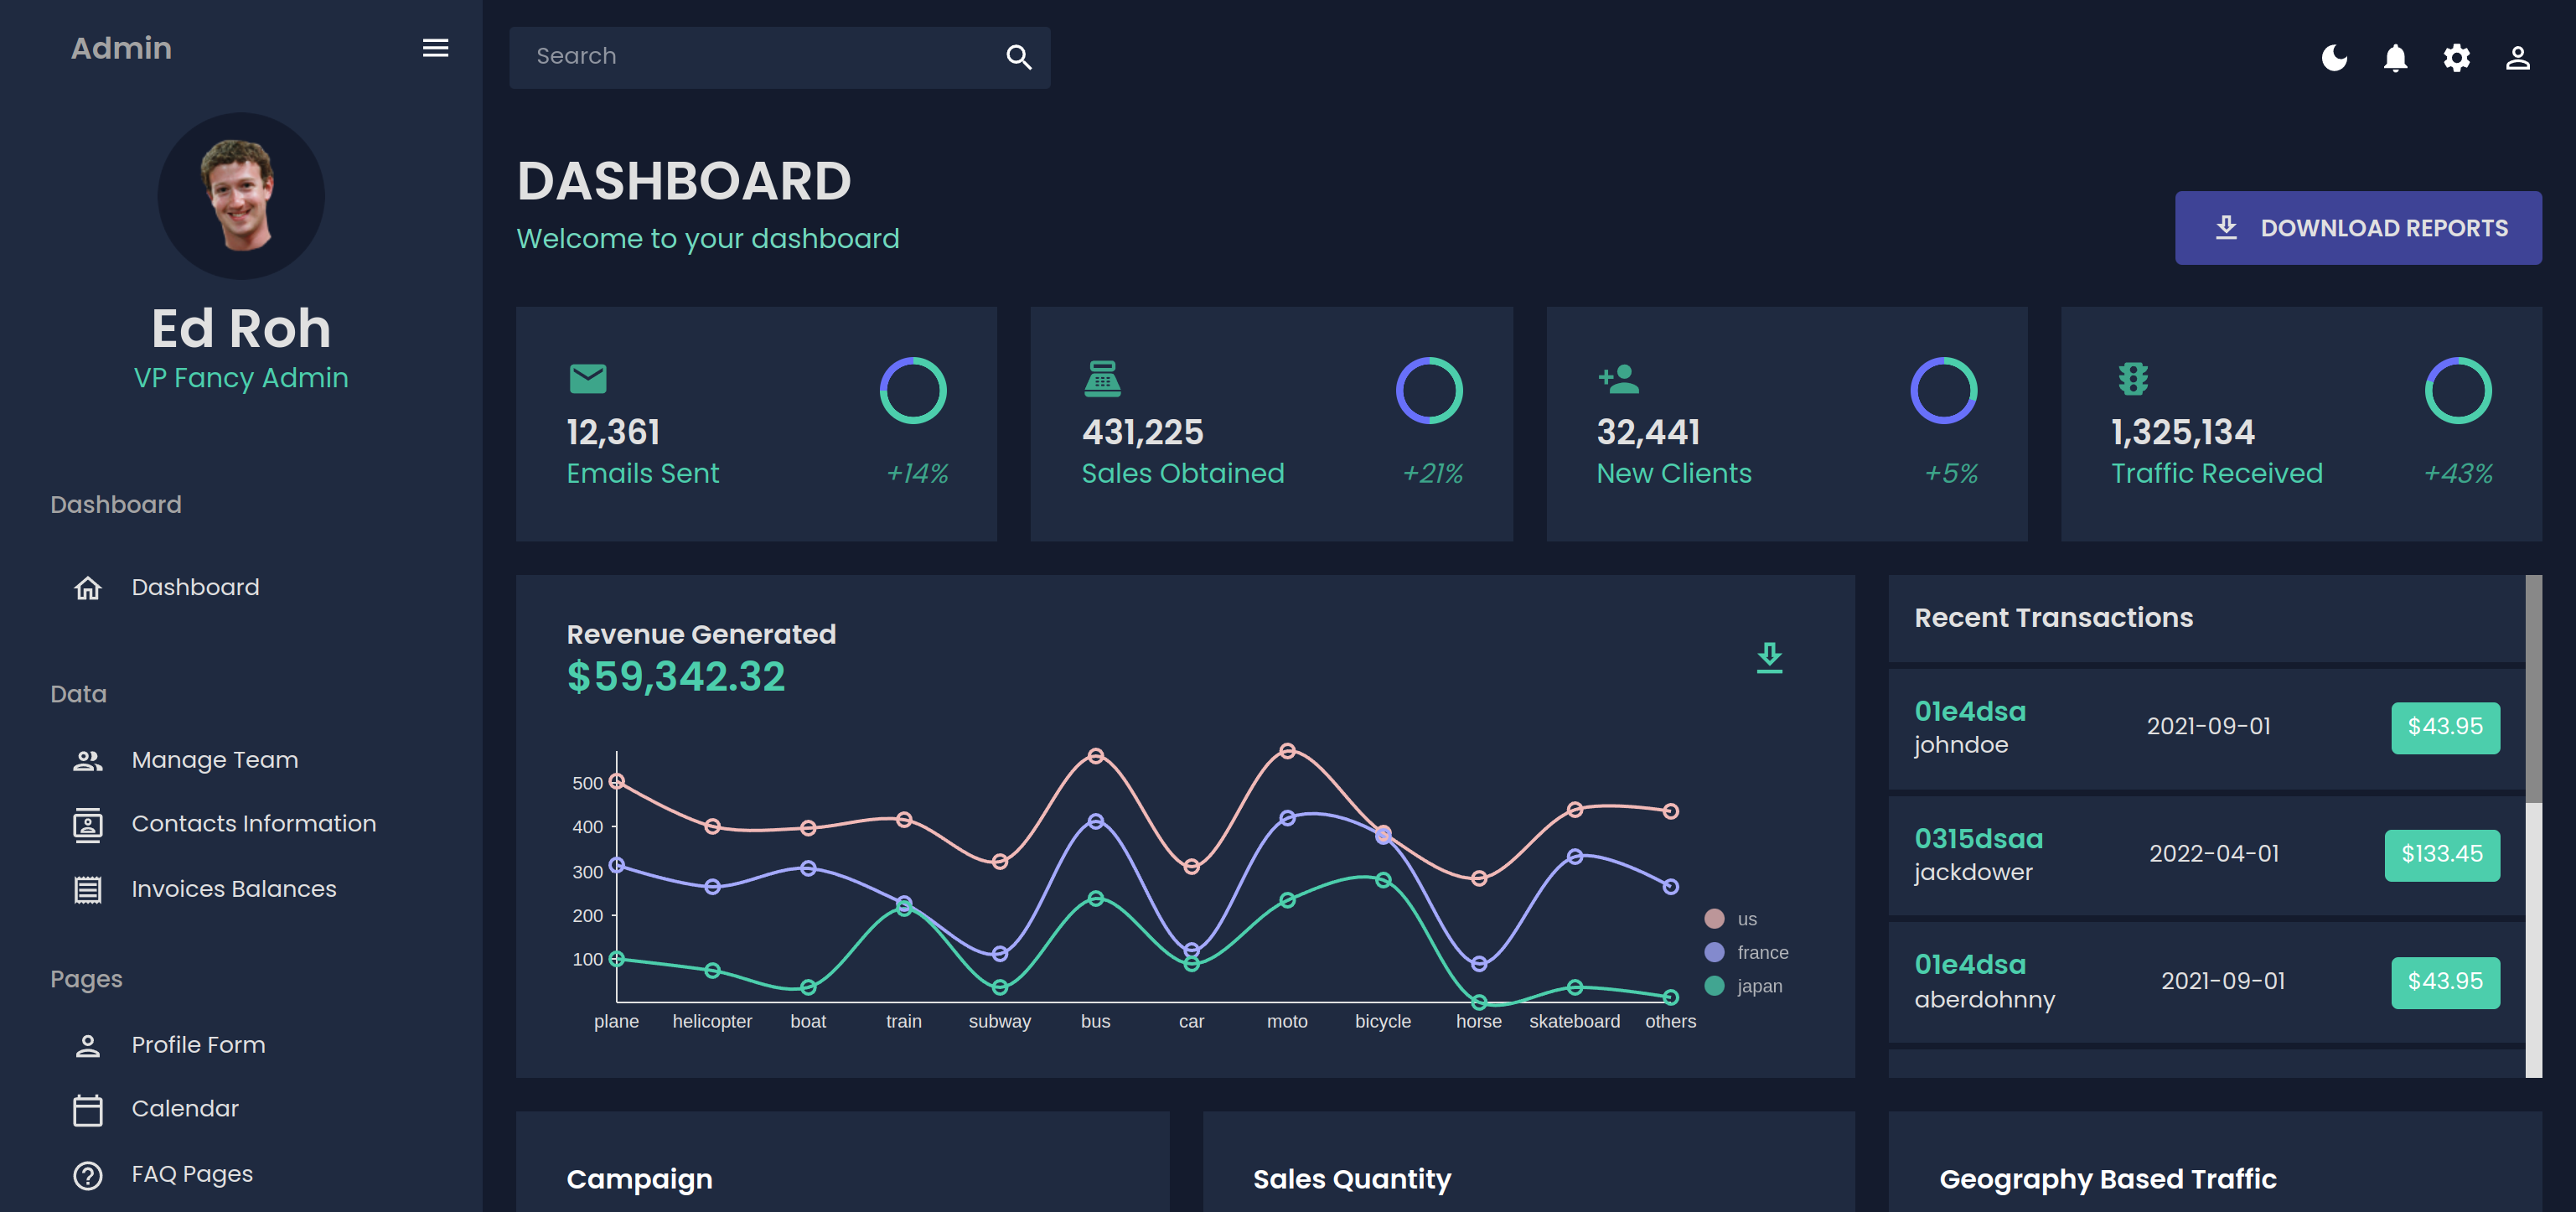 Admin
Ed Roh
VP Fancy Admin
Dashboard
Dashboard
Data
Manage Team
Contacts Information
Invoices Balances
Pages
Profile Form
Calendar
FAQ Pages
Search
DASHBOARD
Welcome to your dashboard
DOWNLOAD REPORTS
12,361
Emails Sent
+14%
431,225
Sales Obtained
+21%
32,441
New Clients
+5%
1,325,134
Traffic Received
+43%
Revenue Generated
$59,342.32
500
400
300
200
100
plane helicopter boat train subway bus car moto bicycle horse skateboard others
us
france
japan
Recent Transactions
01e4dsa
johndoe
2021-09-01
$43.95
0315dsaa
jackdower
2022-04-01
$133.45
01e4dsa
aberdohnny
2021-09-01
$43.95
Campaign
Sales Quantity
Geography Based Traffic